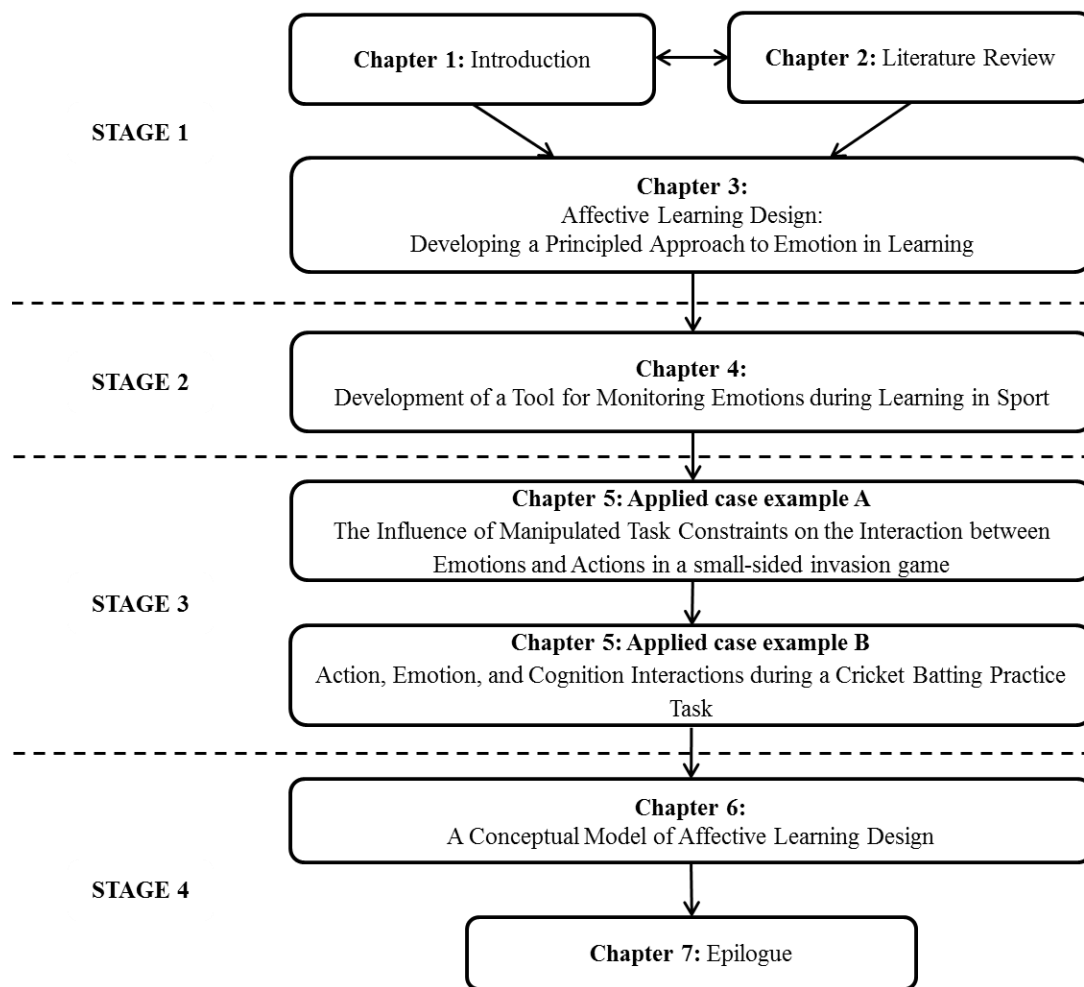 Chapter 1: Introduction
Chapter 2: Literature Review
STAGE 1
Chapter 3:
Affective Learning Design:
Developing a Principled Approach to Emotion in Learning
STAGE 2
Chapter 4:
Development of a Tool for Monitoring Emotions during Learning in Sport
STAGE 3
Chapter 5: Applied case example A
The Influence of Manipulated Task Constraints on the Interaction between
Emotions and Actions in a small-sided invasion game
Chapter 5: Applied case example B
Action, Emotion, and Cognition Interactions during a Cricket Batting Practice
Task
STAGE 4
Chapter 6:
A Conceptual Model of Affective Learning Design
Chapter 7: Epilogue